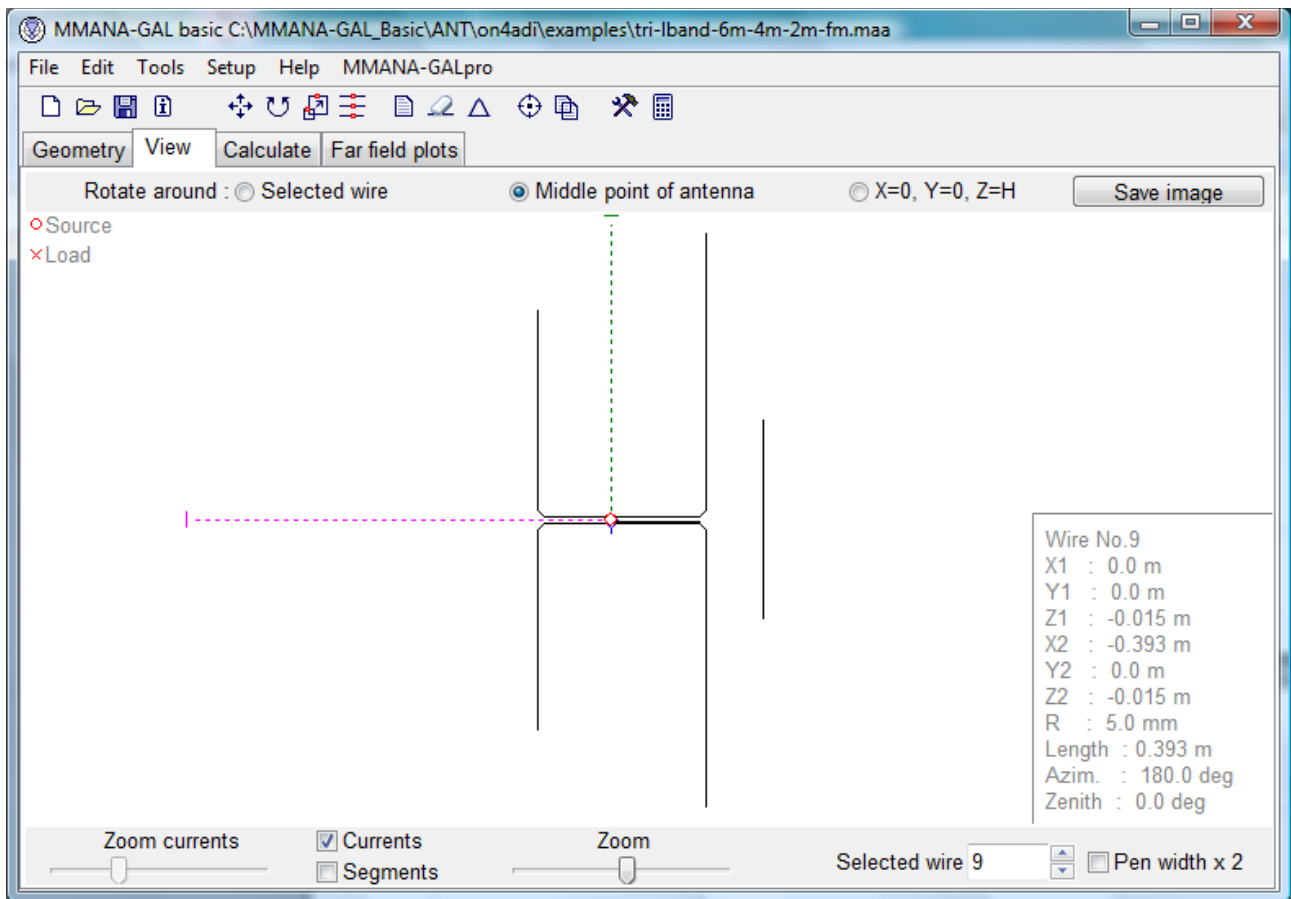 MMANA-GAL basic C:\MMANA-GAL_Basic\ANT\on4adi\examples\tri-lband-6m-4m-2m-fm.maa
File Edit Tools Setup Help MMANA-GALpro
Geometry View Calculate Far field plots
Rotate around : Selected wire Middle point of antenna X=0, Y=0, Z=H Save image
Source
Load
Wire No.9
X1 : 0.0 m
Y1 : 0.0 m
Z1 : -0.015 m
X2 : -0.393 m
Y2 : 0.0 m
Z2 : -0.015 m
R : 5.0 mm
Length : 0.393 m
Azim. : 180.0 deg
Zenith : 0.0 deg
Zoom currents Currents Zoom
Segments
Selected wire 9 Pen width x 2